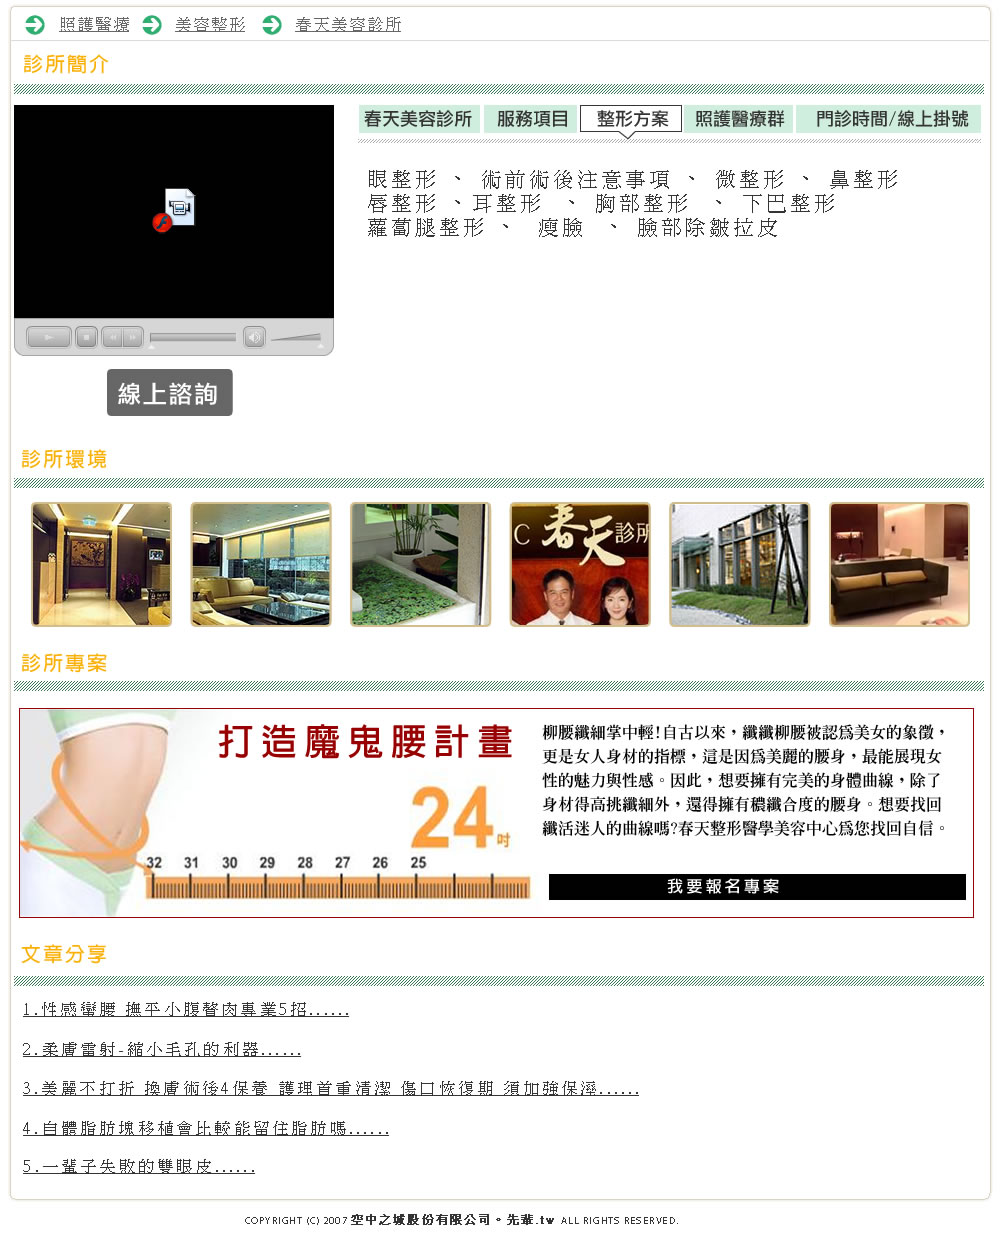 照護醫療 美容整形 春天美容診所
診所簡介
春天美容診所 服務項目 整形方案 照護醫療群 門診時間/線上掛號
眼整形 、 術前術後注意事項 、 微整形 、 鼻整形
唇整形 、耳整形 、 胸部整形 、 下巴整形
蘿蔔腿整形 、 瘦臉 、 臉部除皺拉皮
線上諮詢
診所環境
C 春天診所
診所專案
打造魔鬼腰計畫
柳腰纖細掌中輕!自古以來，纖纖柳腰被認為美女的象徵，
更是女人身材的指標，這是因為美麗的腰身，最能展現女
性的魅力與性感。因此，想要擁有完美的身體曲線，除了
身材得高挑纖細外，還得擁有穠纖合度的腰身。想要找回
纖活迷人的曲線嗎?春天整形醫學美容中心為您找回自信。
24吋
32 31 30 29 28 27 26 25
我要報名專案
文章分享
1.性感蠻腰 撫平小腹贅肉專業5招......
2.柔膚雷射-縮小毛孔的利器......
3.美麗不打折 換膚術後4保養 護理首重清潔 傷口恢復期 須加強保溼......
4.自體脂肪塊移植會比較能留住脂肪嗎......
5.一輩子失敗的雙眼皮......
COPYRIGHT (C) 2007 空中之城股份有限公司。先輩.tw ALL RIGHTS RESERVED.